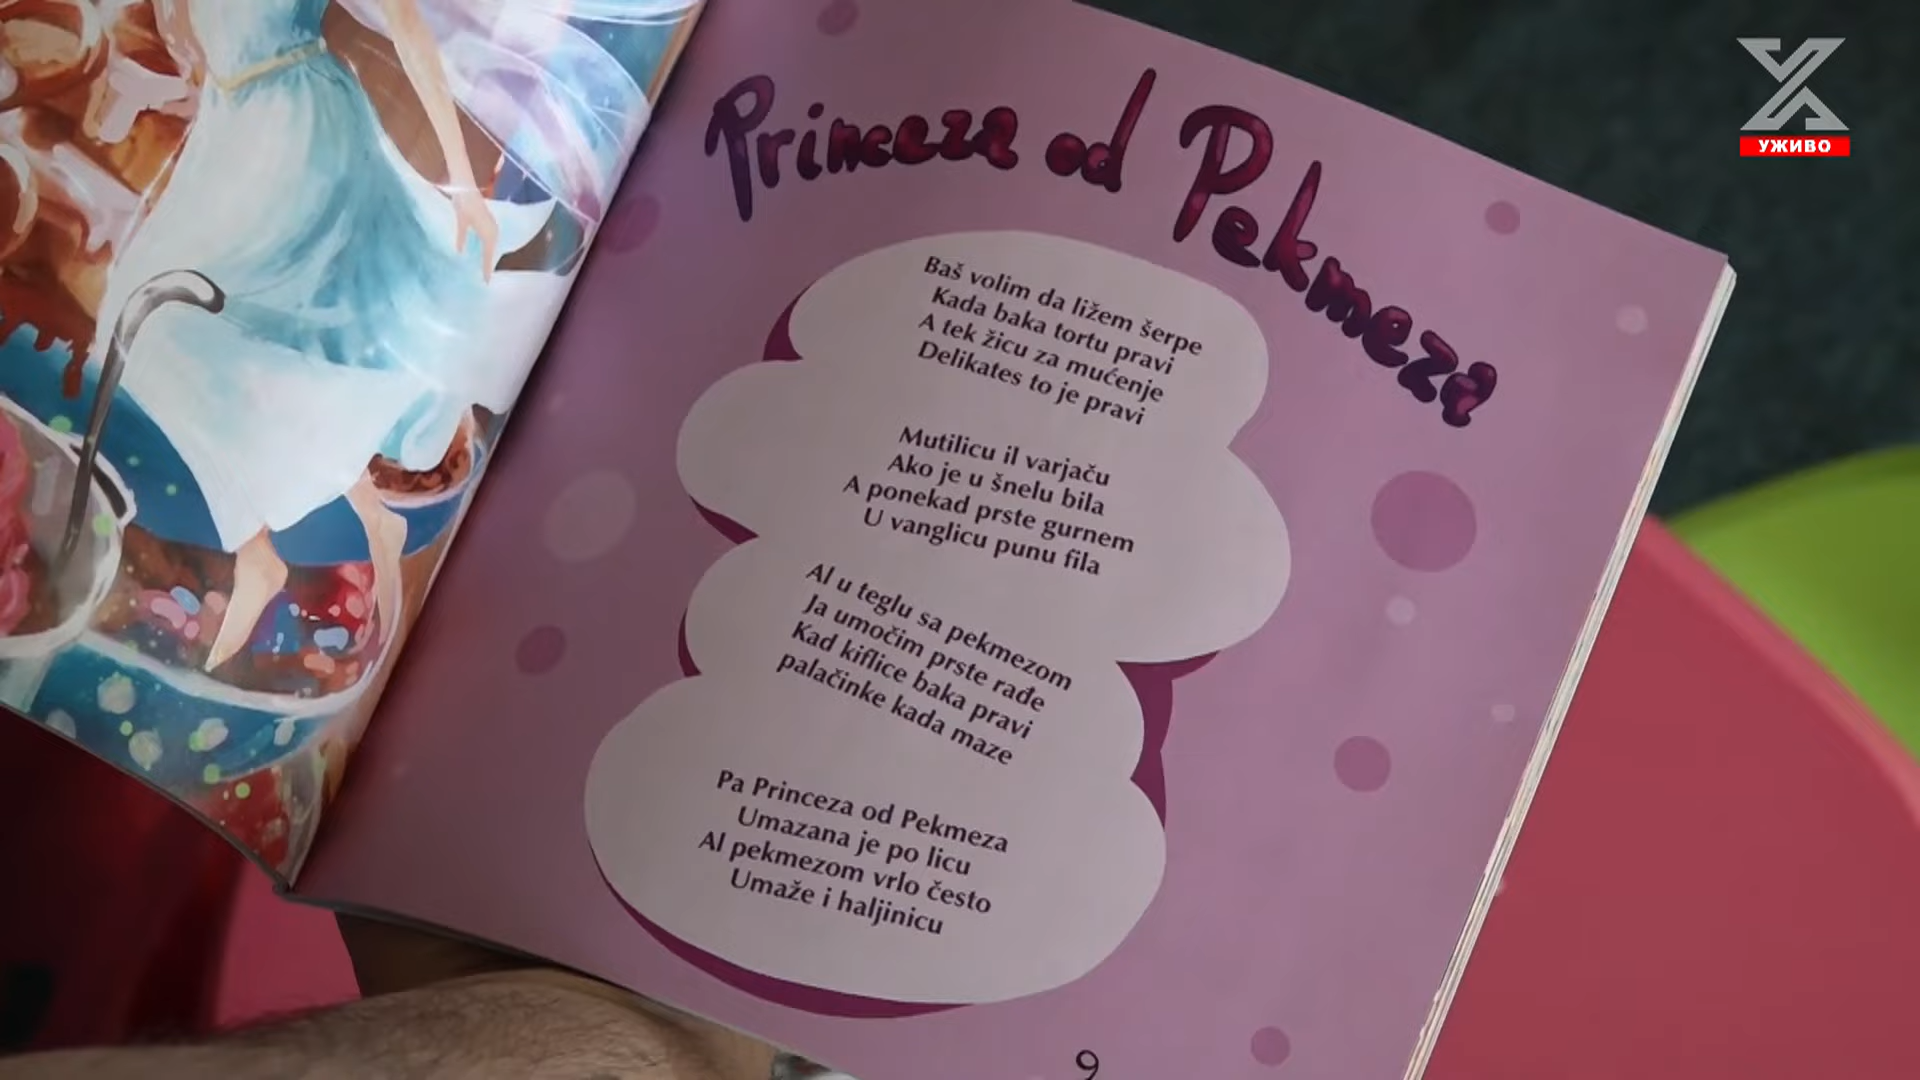 Princeza od Pekmeza
Baš volim da ližem šerpe
Kada baka tortu pravi
A tek žicu za mućenje
Delikates to je pravi
Mutilicu il varjaču
Ako je u šnelu bila
A ponekad prste gurnem
U vanglicu punu fila
Al u teglu sa pekmezom
Ja umočim prste rađe
Kad kiflice baka pravi
palačinke kada maze
Pa Princeza od Pekmeza
Umazana je po licu
Al pekmezom vrlo često
Umaže i haljinicu
9
УЖИВО